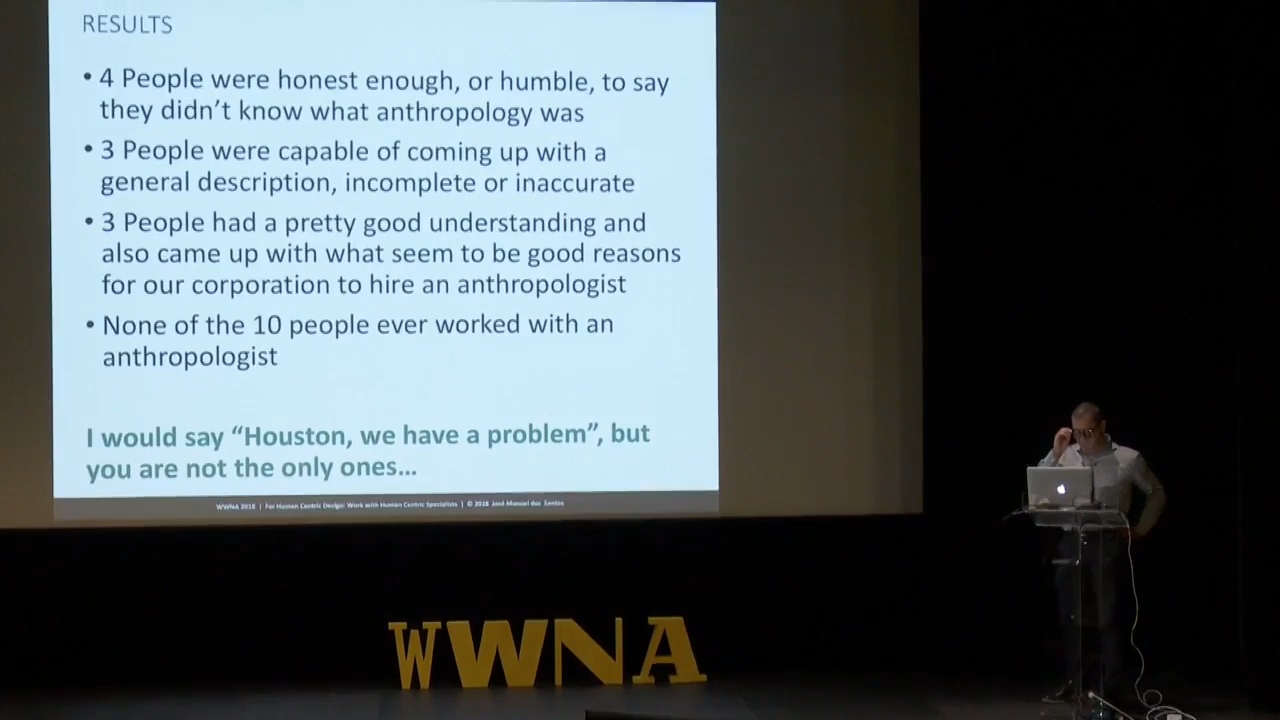 RESULTS
• 4 People were honest enough, or humble, to say
they didn't know what anthropology was
• 3 People were capable of coming up with a
general description, incomplete or inaccurate
• 3 People had a pretty good understanding and
also came up with what seem to be good reasons
for our corporation to hire an anthropologist
• None of the 10 people ever worked with an
anthropologist
I would say “Houston, we have a problem”, but
you are not the only ones...
WWNA 2018 | For Human Centric Design: Work with Human Centric Specialists | © 2018 José Manuel dos Santos
WWNA